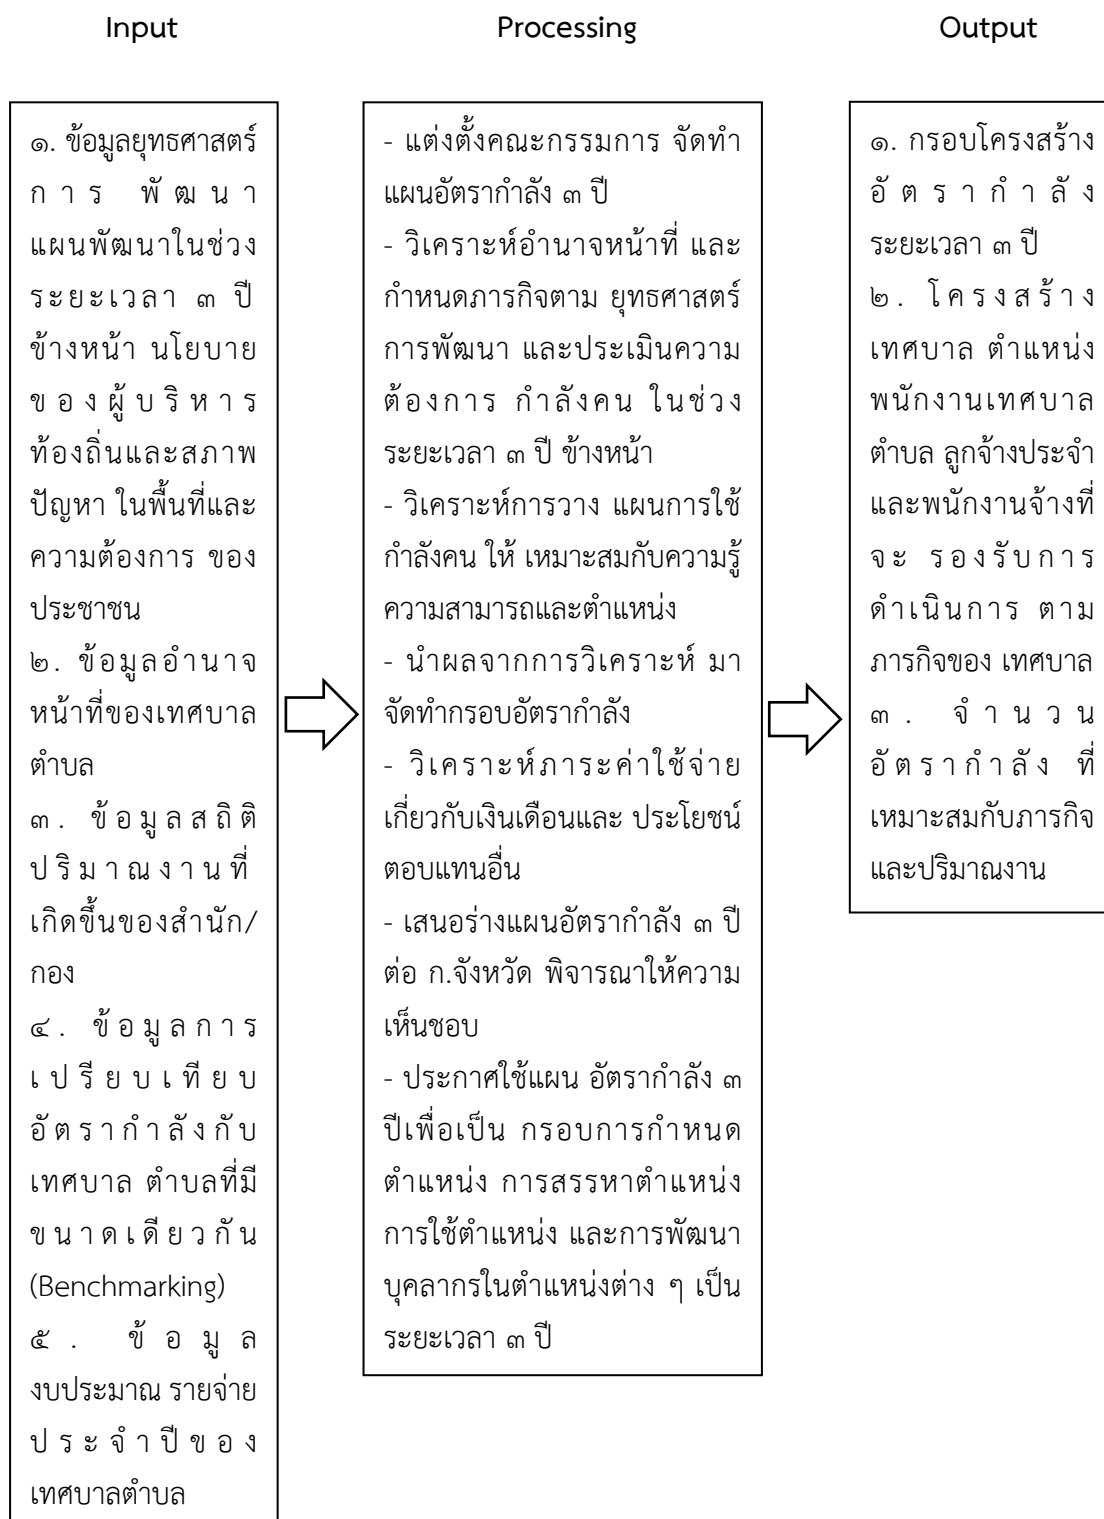 Input
Processing
Output
๑. ข้อมูลยุทธศาสตร์
การ พัฒนา
แผนพัฒนาในช่วง
ระยะเวลา ๓ ปี
ข้างหน้า นโยบาย
ของผู้บริหาร
ท้องถิ่นและสภาพ
ปัญหา ในพื้นที่และ
ความต้องการ ของ
ประชาชน
๒. ข้อมูลอำนาจ
หน้าที่ของเทศบาล
ตำบล
๓. ข้อมูลสถิติ
ปริมาณงานที่
เกิดขึ้นของสำนัก/
กอง
๔. ข้อมูลการ
เปรียบเทียบ
อัตรากำลังกับ
เทศบาล ตำบลที่มี
ขนาดเดียวกัน
(Benchmarking)
๕. ข้อมูล
งบประมาณ รายจ่าย
ประจำปีของ
เทศบาลตำบล
- แต่งตั้งคณะกรรมการ จัดทำ
แผนอัตรากำลัง ๓ ปี
- วิเคราะห์อำนาจหน้าที่ และ
กำหนดภารกิจตาม ยุทธศาสตร์
การพัฒนา และประเมินความ
ต้องการ กำลังคน ในช่วง
ระยะเวลา ๓ ปี ข้างหน้า
- วิเคราะห์การวาง แผนการใช้
กำลังคน ให้ เหมาะสมกับความรู้
ความสามารถและตำแหน่ง
- นำผลจากการวิเคราะห์ มา
จัดทำกรอบอัตรากำลัง
- วิเคราะห์ภาระค่าใช้จ่าย
เกี่ยวกับเงินเดือนและ ประโยชน์
ตอบแทนอื่น
- เสนอร่างแผนอัตรากำลัง ๓ ปี
ต่อ ก.จังหวัด พิจารณาให้ความ
เห็นชอบ
- ประกาศใช้แผน อัตรากำลัง ๓
ปีเพื่อเป็น กรอบการกำหนด
ตำแหน่ง การสรรหาตำแหน่ง
การใช้ตำแหน่ง และการพัฒนา
บุคลากรในตำแหน่งต่าง ๆ เป็น
ระยะเวลา ๓ ปี
๑. กรอบโครงสร้าง
อัตรากำลัง
ระยะเวลา ๓ ปี
๒. โครงสร้าง
เทศบาล ตำแหน่ง
พนักงานเทศบาล
ตำบล ลูกจ้างประจำ
และพนักงานจ้างที่
จะ รองรับการ
ดำเนินการ ตาม
ภารกิจของ เทศบาล
๓. จำนวน
อัตรากำลัง ที่
เหมาะสมกับภารกิจ
และปริมาณงาน